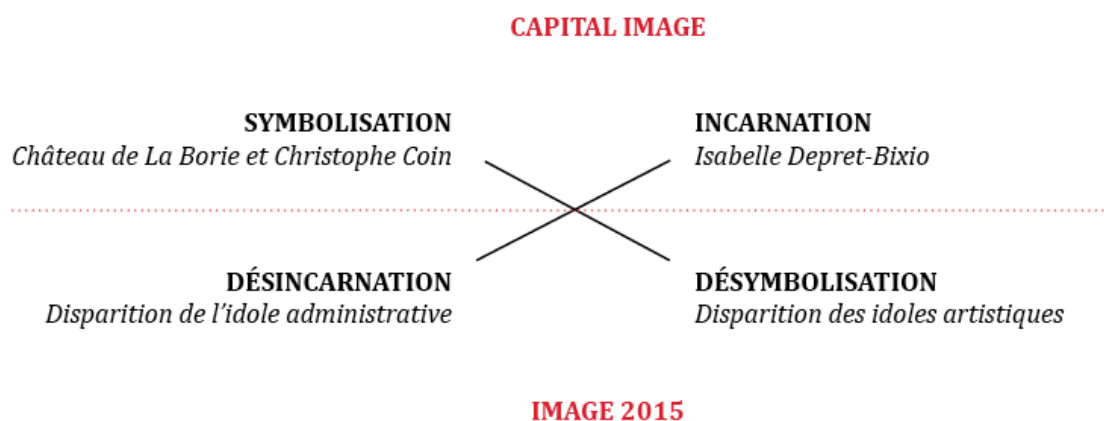 CAPITAL IMAGE
SYMBOLISATION
Château de La Borie et Christophe Coin
INCARNATION
Isabelle Depret-Bixio
DÉSINCARNATION
Disparition de l'idole administrative
DÉSYMBOLISATION
Disparition des idoles artistiques
IMAGE 2015